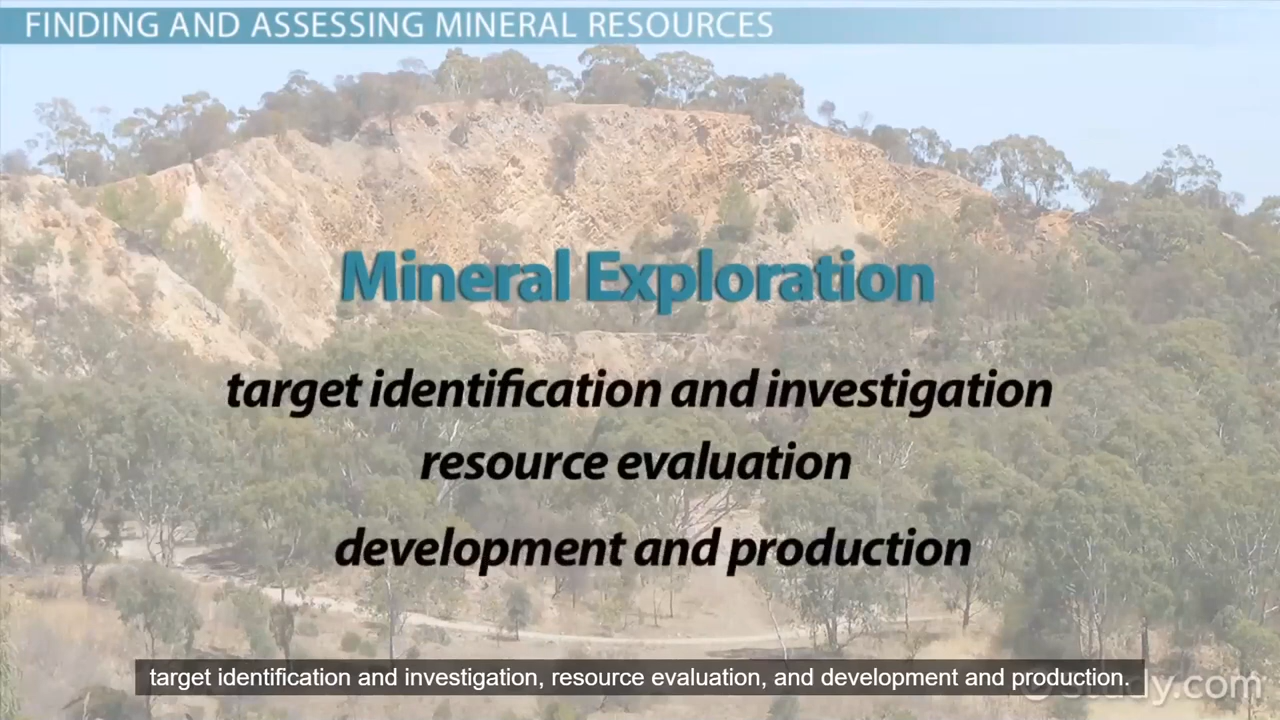 FINDING AND ASSESSING MINERAL RESOURCES
Mineral Exploration
target identification and investigation
resource evaluation
development and production
target identification and investigation, resource evaluation, and development and production.
study.com